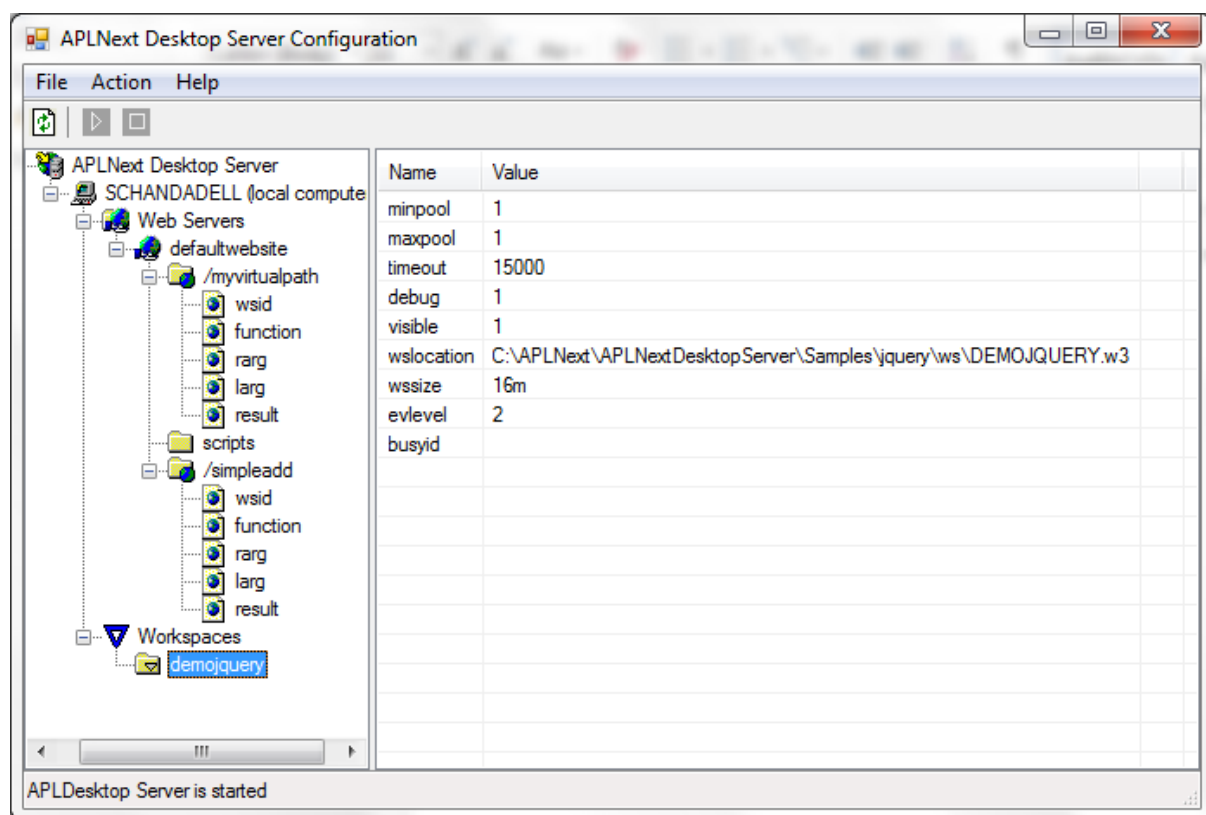 APLNext Desktop Server Configuration
File Action Help
APLNext Desktop Server
SCHANDADELL (local compute
Web Servers
defaultwebsite
/myvirtualpath
wsid
function
rarg
larg
result
scripts
/simpleadd
wsid
function
rarg
larg
result
Workspaces
demojquery
Name Value
minpool 1
maxpool 1
timeout 15000
debug 1
visible 1
wslocation C:\APLNext\APLNextDesktopServer\Samples\jquery\ws\DEMOJQUERY.w3
wssize 16m
evlevel 2
busyid
APLDesktop Server is started